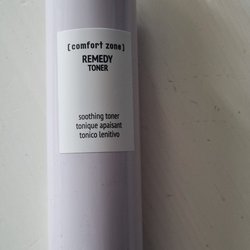 [comfort zone]
REMEDY
TONER
soothing toner
tonique apaisant
tonico lenitivo